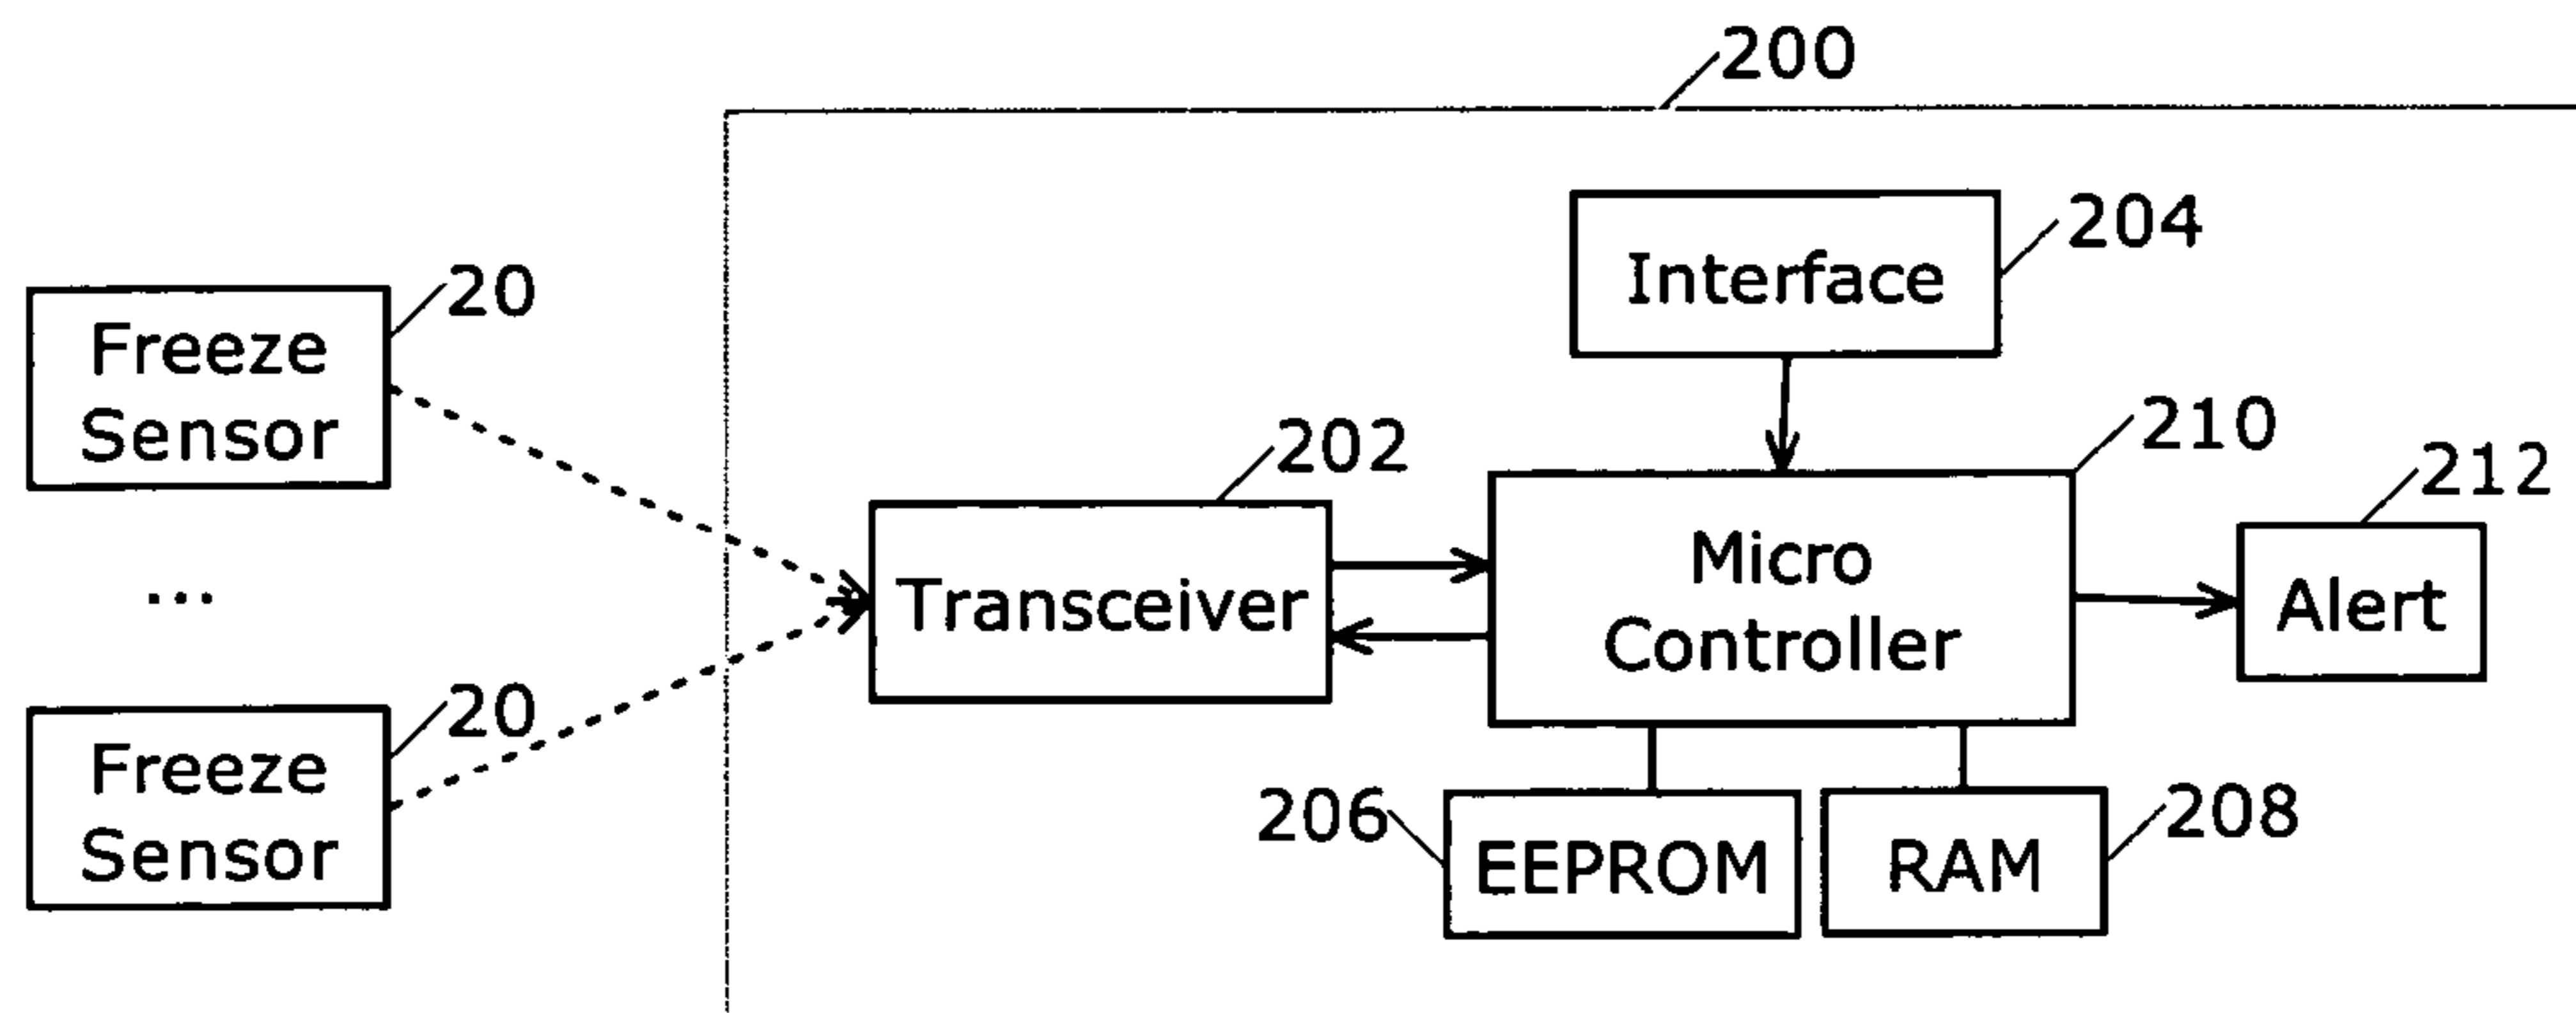 200
Interface
204
20
Freeze
Sensor
202
210
212
Transceiver
Micro
Controller
Alert
...
20
Freeze
Sensor
206
EEPROM
RAM
208